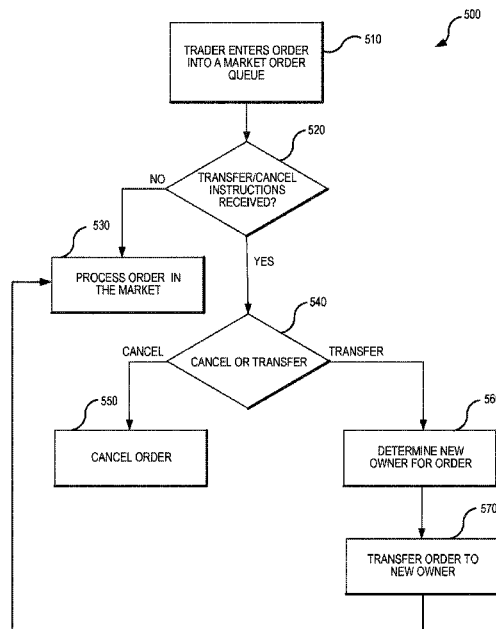 500
TRADER ENTERS ORDER
INTO A MARKET ORDER
QUEUE
510
520
TRANSFER/CANCEL
INSTRUCTIONS
RECEIVED?
NO
530
PROCESS ORDER IN
THE MARKET
YES
540
CANCEL
CANCEL OR TRANSFER
TRANSFER
550
CANCEL ORDER
560
DETERMINE NEW
OWNER FOR ORDER
570
TRANSFER ORDER TO
NEW OWNER